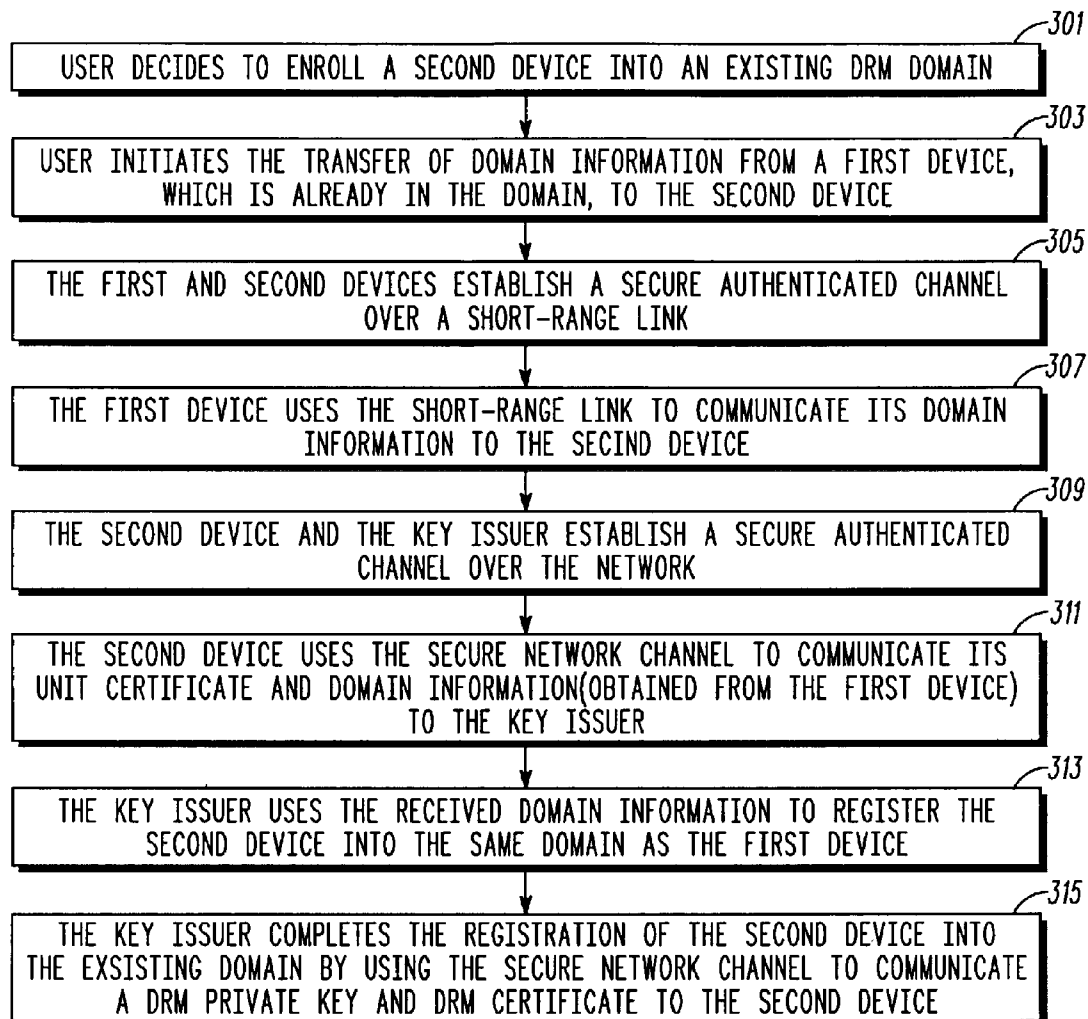 301
USER DECIDES TO ENROLL A SECOND DEVICE INTO AN EXISTING DRM DOMAIN
303
USER INITIATES THE TRANSFER OF DOMAIN INFORMATION FROM A FIRST DEVICE,
WHICH IS ALREADY IN THE DOMAIN, TO THE SECOND DEVICE
305
THE FIRST AND SECOND DEVICES ESTABLISH A SECURE AUTHENTICATED CHANNEL
OVER A SHORT-RANGE LINK
307
THE FIRST DEVICE USES THE SHORT-RANGE LINK TO COMMUNICATE ITS DOMAIN
INFORMATION TO THE SECIND DEVICE
309
THE SECOND DEVICE AND THE KEY ISSUER ESTABLISH A SECURE AUTHENTICATED
CHANNEL OVER THE NETWORK
311
THE SECOND DEVICE USES THE SECURE NETWORK CHANNEL TO COMMUNICATE ITS
UNIT CERTIFICATE AND DOMAIN INFORMATION(OBTAINED FROM THE FIRST DEVICE)
TO THE KEY ISSUER
313
THE KEY ISSUER USES THE RECEIVED DOMAIN INFORMATION TO REGISTER THE
SECOND DEVICE INTO THE SAME DOMAIN AS THE FIRST DEVICE
315
THE KEY ISSUER COMPLETES THE REGISTRATION OF THE SECOND DEVICE INTO
THE EXSISTING DOMAIN BY USING THE SECURE NETWORK CHANNEL TO COMMUNICATE
A DRM PRIVATE KEY AND DRM CERTIFICATE TO THE SECOND DEVICE